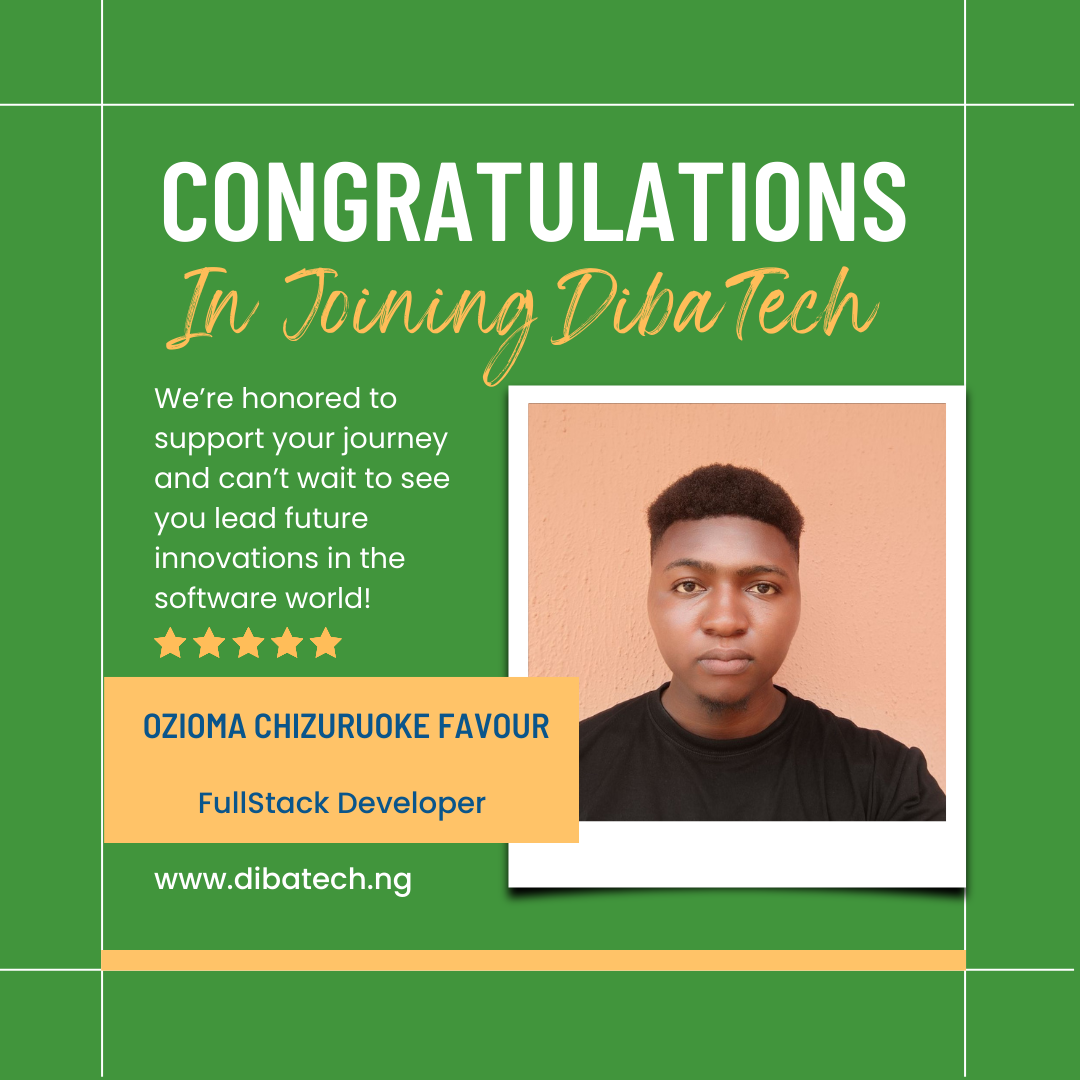 CONGRATULATIONS
In Joining DibaTech
We’re honored to
support your journey
and can’t wait to see
you lead future
innovations in the
software world!
OZIOMA CHIZURUOKE FAVOUR
FullStack Developer
www.dibatech.ng